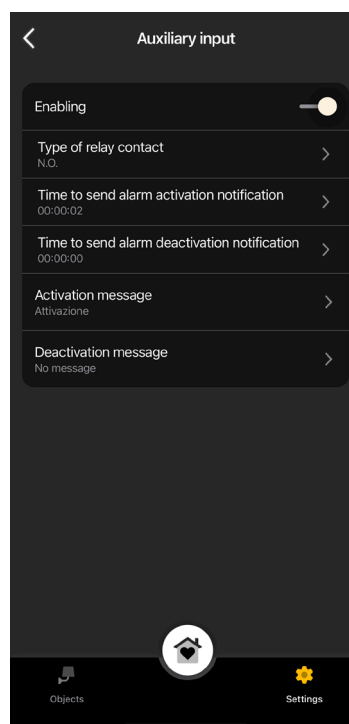 Auxiliary input
Enabling
Type of relay contact
N.O.
Time to send alarm activation notification
00:00:02
Time to send alarm deactivation notification
00:00:00
Activation message
Attivazione
Deactivation message
No message
Objects
Settings